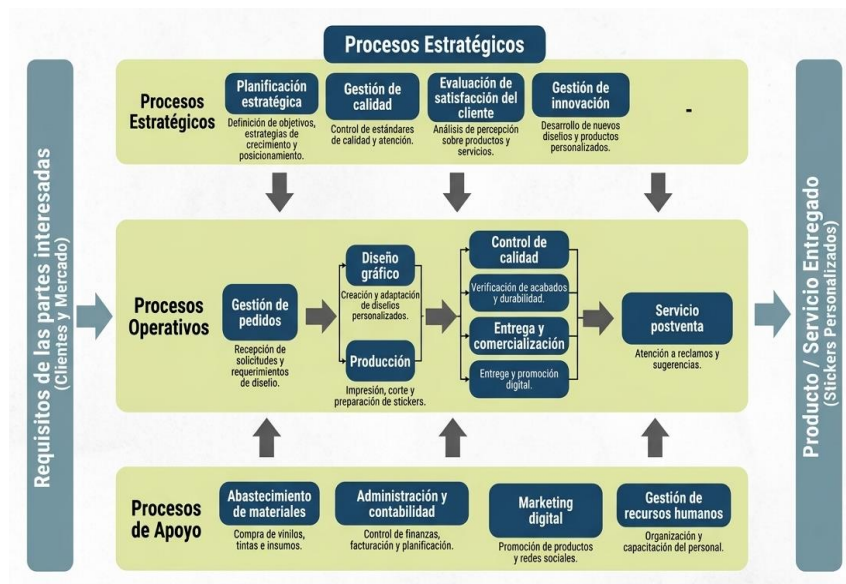 Procesos Estratégicos
Requisitos de las partes interesadas
(Clientes y Mercado)
Procesos
Estratégicos
Planificación
estratégica
Definición de objetivos,
estrategias de
crecimiento y
posicionamiento.
Gestión de
calidad
Control de estándares
de calidad y atención.
Evaluación de
satisfacción del
cliente
Análisis de percepción
sobre productos y
servicios.
Gestión de
innovación
Desarrollo de nuevos
diseños y productos
personalizados.
-
Procesos
Operativos
Gestión de
pedidos
Recepción de
solicitudes y
requerimientos
de diseño.
Diseño
gráfico
Creación y adaptación
de diseños
personalizados.
Producción
Impresión, corte y
preparación de stickers.
Control de
calidad
Verificación de acabados
y durabilidad.
Entrega y
comercialización
Entrege y promoción
digital.
Servicio
postventa
Atención a reclamos y
sugerencias.
Procesos
de Apoyo
Abastecimiento
de materiales
Compra de vinilos,
tintas e insumos.
Administración y
contabilidad
Control de finanzas,
facturación y planificación.
Marketing
digital
Promoción de productos
y redes sociales.
Gestión de
recursos humanos
Organización y
capacitación del personal.
Producto / Servicio Entregado
(Stickers Personalizados)